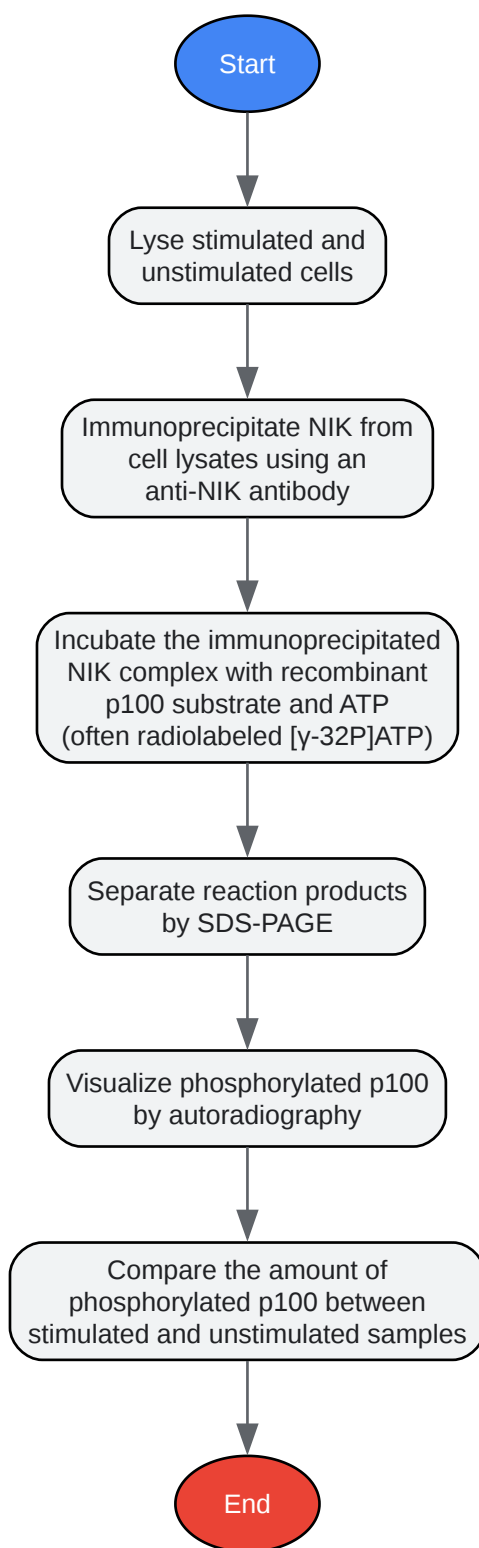 Start
Lyse stimulated and
unstimulated cells
Immunoprecipitate NIK from
cell lysates using an
anti-NIK antibody
Incubate the immunoprecipitated
NIK complex with recombinant
p100 substrate and ATP
(often radiolabeled [γ-32P]ATP)
Separate reaction products
by SDS-PAGE
Visualize phosphorylated p100
by autoradiography
Compare the amount of
phosphorylated p100 between
stimulated and unstimulated samples
End